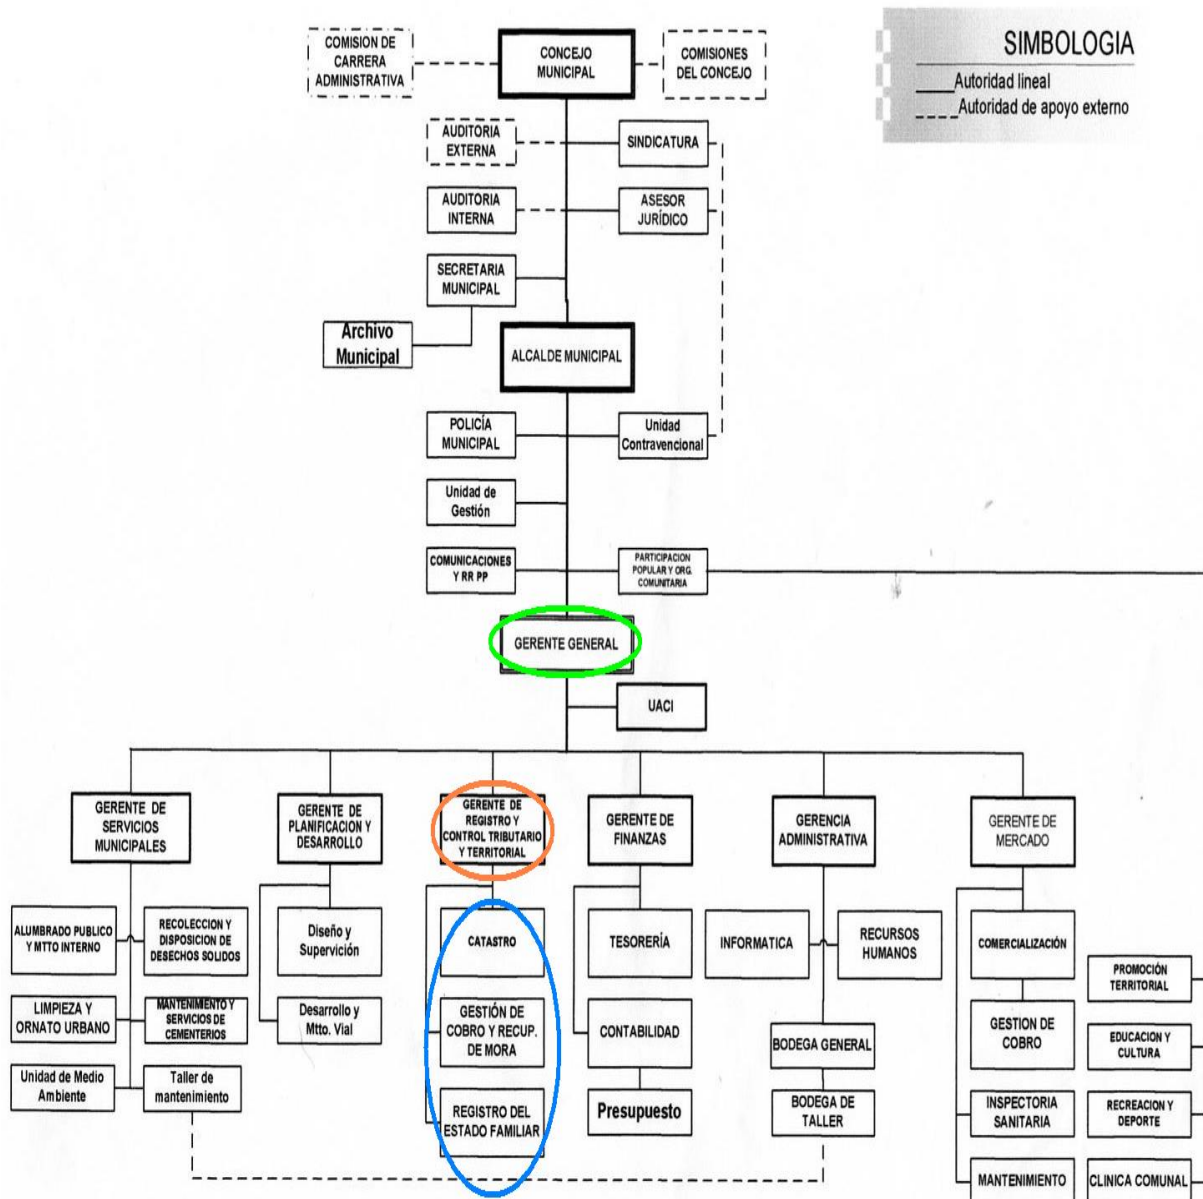 COMISION DE
CARRERA
ADMINISTRATIVA
CONCEJO
MUNICIPAL
COMISIONES
DEL CONCEJO
SIMBOLOGIA
Autoridad lineal
Autoridad de apoyo externo
AUDITORIA
EXTERNA
SINDICATURA
AUDITORIA
INTERNA
ASESOR
JURÍDICO
SECRETARIA
MUNICIPAL
Archivo
Municipal
ALCALDE MUNICIPAL
POLICÍA
MUNICIPAL
Unidad
Contravencional
Unidad de
Gestión
COMUNICACIONES
Y RR PP
PARTICIPACION
POPULAR Y ORG.
COMUNITARIA
GERENTE GENERAL
UACI
GERENTE DE
SERVICIOS
MUNICIPALES
GERENTE DE
PLANIFICACION Y
DESARROLLO
GERENTE DE
REGISTRO Y
CONTROL TRIBUTARIO
Y TERRITORIAL
GERENTE DE
FINANZAS
GERENCIA
ADMINISTRATIVA
GERENTE DE
MERCADO
ALUMBRADO PUBLICO
Y MTTO INTERNO
RECOLECCION Y
DISPOSICION DE
DESECHOS SOLIDOS
Diseño y
Supervición
CATASTRO
TESORERÍA
INFORMATICA
RECURSOS
HUMANOS
COMERCIALIZACIÓN
PROMOCIÓN
TERRITORIAL
LIMPIEZA Y
ORNATO URBANO
MANTENIMIENTO Y
SERVICIOS DE
CEMENTERIOS
Desarrollo y
Mtto. Vial
GESTIÓN DE
COBRO Y RECUP.
DE MORA
CONTABILIDAD
BODEGA GENERAL
GESTION DE
COBRO
EDUCACION Y
CULTURA
Unidad de Medio
Ambiente
Taller de
mantenimiento
REGISTRO DEL
ESTADO FAMILIAR
Presupuesto
BODEGA DE
TALLER
INSPECTORIA
SANITARIA
RECREACION Y
DEPORTE
MANTENIMIENTO
CLINICA COMUNAL